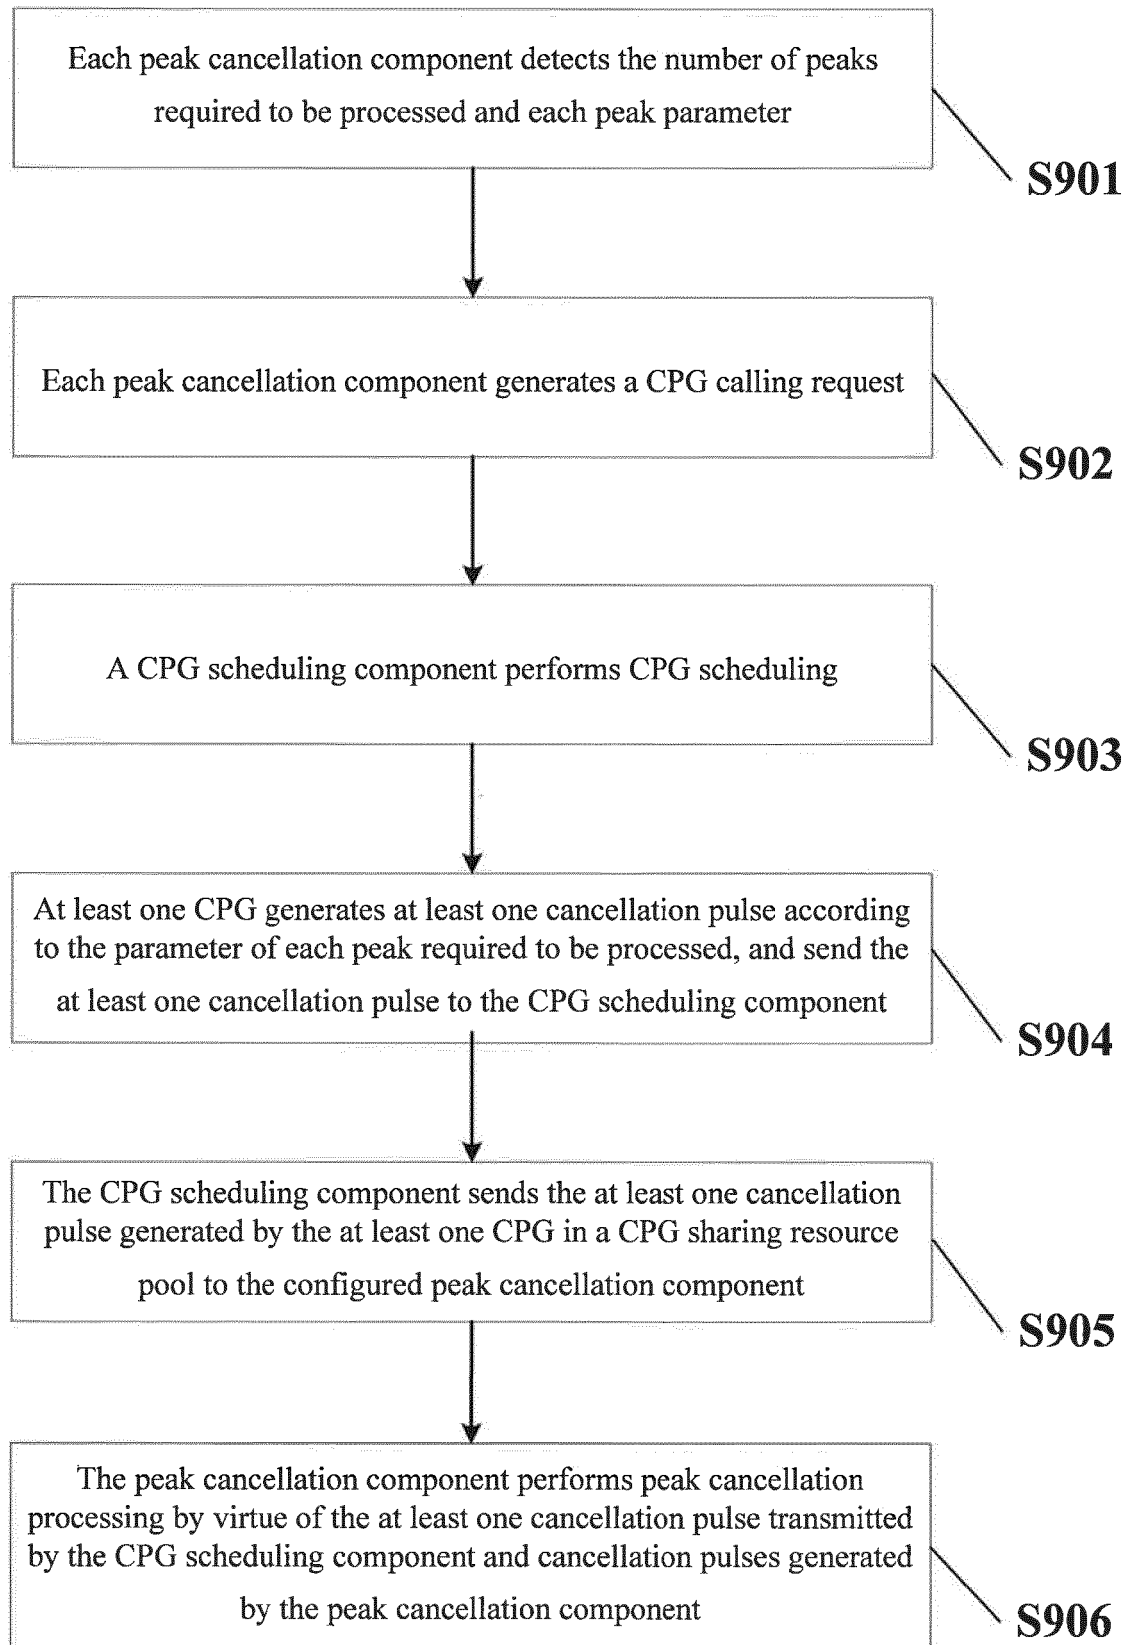 Each peak cancellation component detects the number of peaks
required to be processed and each peak parameter
S901
Each peak cancellation component generates a CPG calling request
S902
A CPG scheduling component performs CPG scheduling
S903
At least one CPG generates at least one cancellation pulse according
to the parameter of each peak required to be processed, and send the
at least one cancellation pulse to the CPG scheduling component
S904
The CPG scheduling component sends the at least one cancellation
pulse generated by the at least one CPG in a CPG sharing resource
pool to the configured peak cancellation component
S905
The peak cancellation component performs peak cancellation
processing by virtue of the at least one cancellation pulse transmitted
by the CPG scheduling component and cancellation pulses generated
by the peak cancellation component
S906